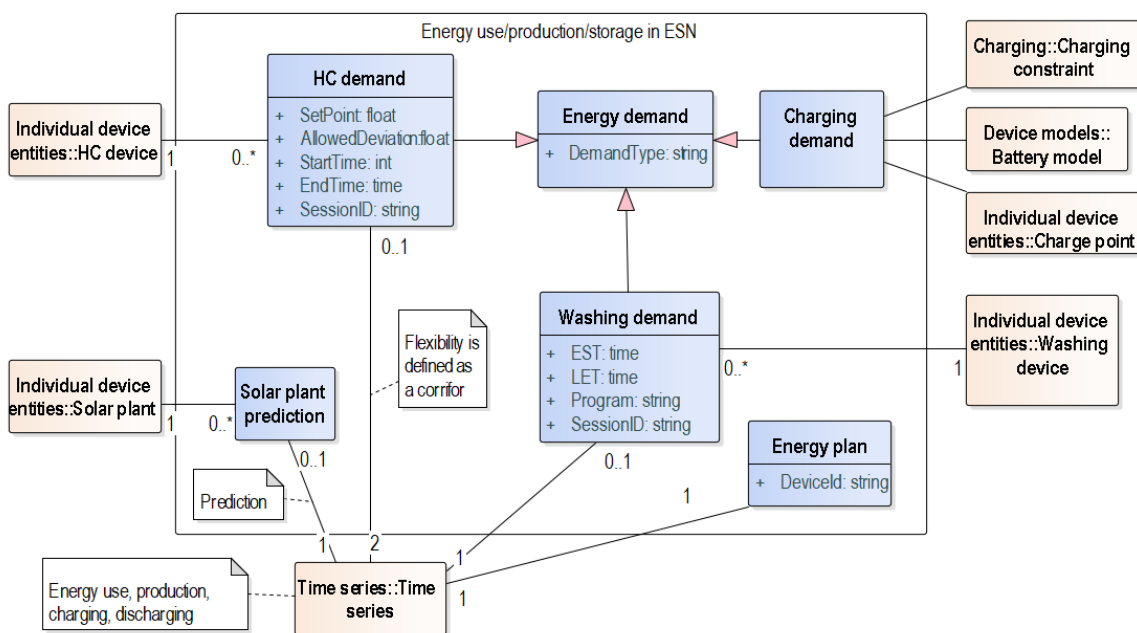 Energy use/production/storage in ESN
HC demand
+ SetPoint: float
+ AllowedDeviation:float
+ StartTime: int
+ EndTime: time
+ SessionID: string
Energy demand
+ DemandType: string
Charging
demand
Charging::Charging
constraint
Device models::
Battery model
Individual device
entities::Charge point
Individual device
entities::HC device
1
0..*
0..1
Washing demand
+ EST: time
+ LET: time
+ Program: string
+ SessionID: string
0..*
1
Individual device
entities::Washing
device
Flexibility is
defined as
a corrifor
Individual device
entities::Solar plant
1
0..*
Solar plant
prediction
0..1
0..1
Energy plan
+ DeviceId: string
1
Prediction
1
2
1
1
Energy use, production,
charging, discharging
Time series::Time
series